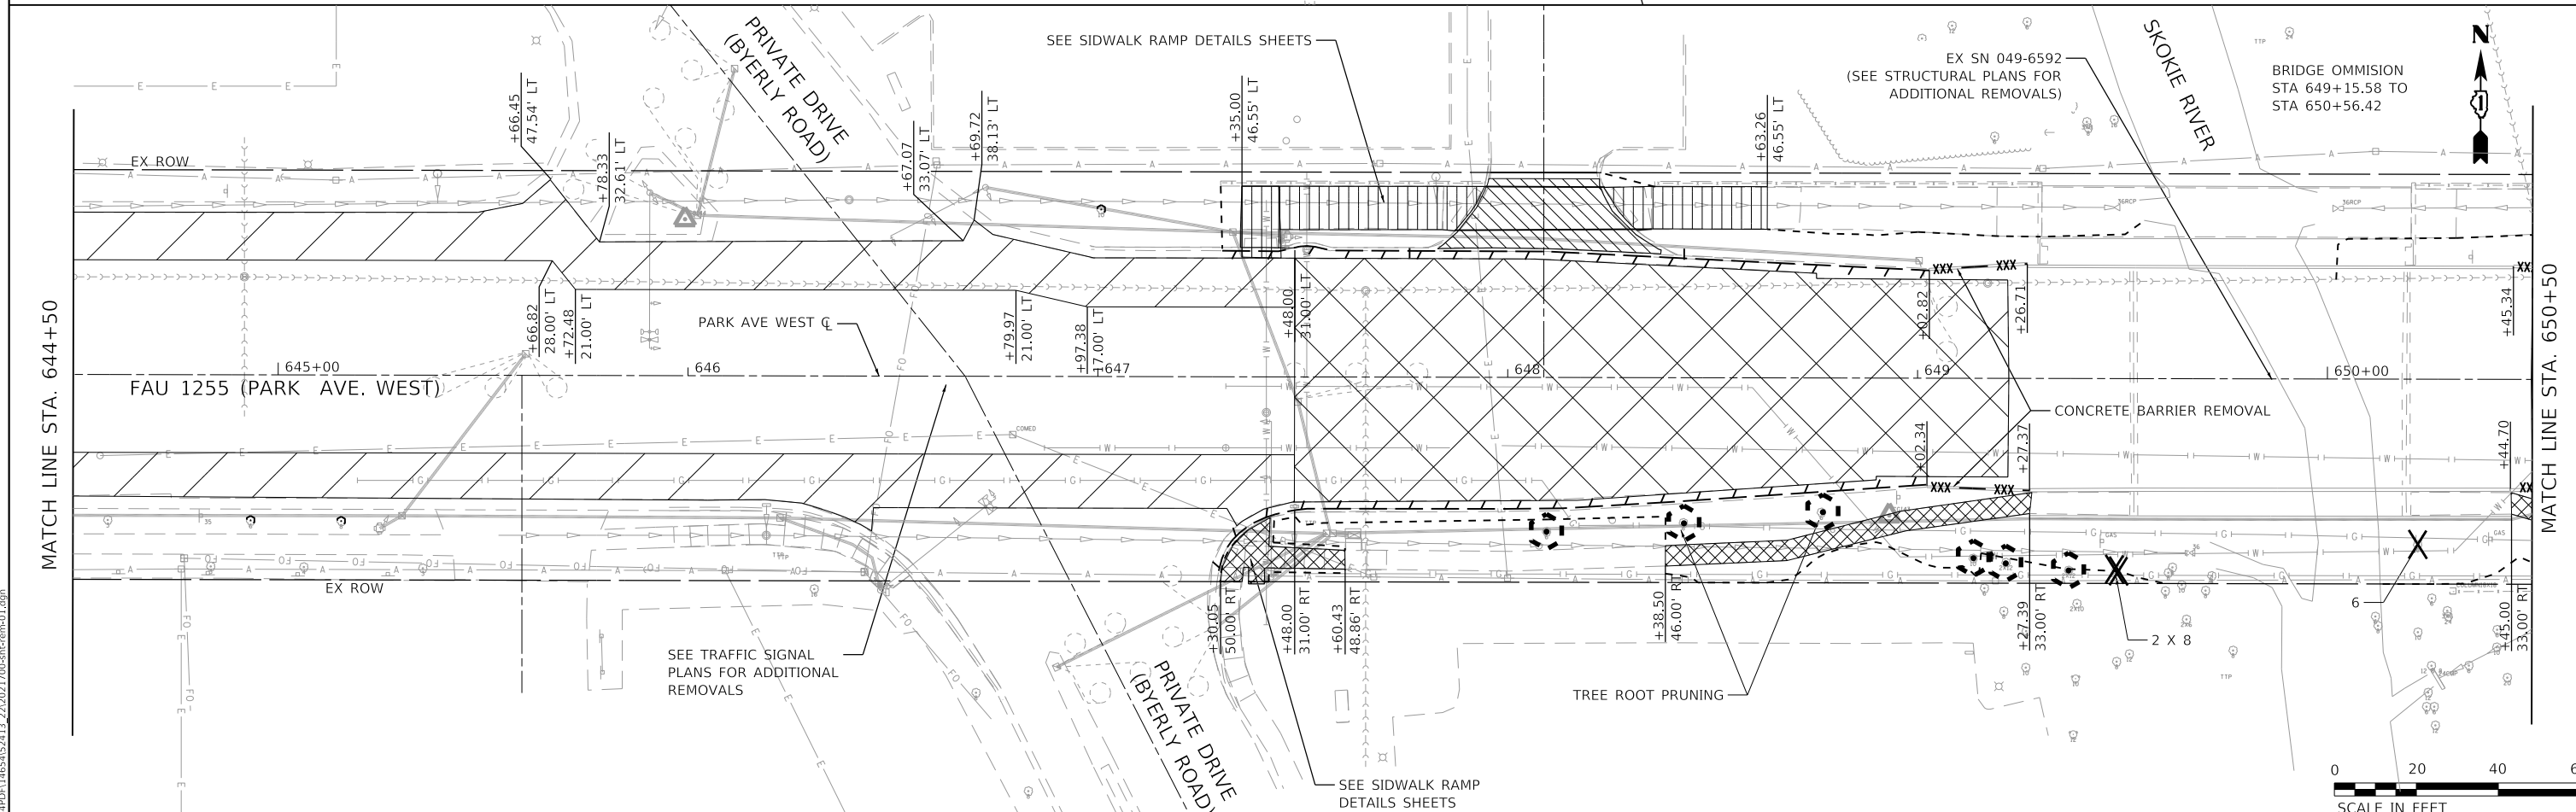 SEE SIDWALK RAMP DETAILS SHEETS
EX SN 049-6592
(SEE STRUCTURAL PLANS FOR
ADDITIONAL REMOVALS)
SKOKIE RIVER
BRIDGE OMMISION
STA 649+15.58 TO
STA 650+56.42
N
PRIVATE DRIVE
(BYERLY ROAD)
EX ROW
+66.45
47.54' LT
+78.33
32.61' LT
+67.07
33.07' LT
+69.72
38.13' LT
+35.00
46.55' LT
+63.26
46.55' LT
36RCP
36RCP
MATCH LINE STA. 644+50
MATCH LINE STA. 650+50
+66.82
28.00' LT
+72.48
21.00' LT
+79.97
21.00' LT
+97.38
17.00' LT
+48.00
31.00' LT
+02.82
+26.71
+45.34
PARK AVE WEST ℄
645+00
646
647
648
649
650+00
FAU 1255 (PARK AVE. WEST)
CONCRETE BARRIER REMOVAL
COMED
+02.34
+27.37
+44.70
EX ROW
+30.05
50.00' RT
+48.00
31.00' RT
+60.43
48.86' RT
+38.50
46.00' RT
+27.39
33.00' RT
+45.00
33.00' RT
6
2 X 8
SEE TRAFFIC SIGNAL
PLANS FOR ADDITIONAL
REMOVALS
PRIVATE DRIVE
(BYERLY ROAD)
TREE ROOT PRUNING
SEE SIDWALK RAMP
DETAILS SHEETS
0 20 40
SCALE IN FEET